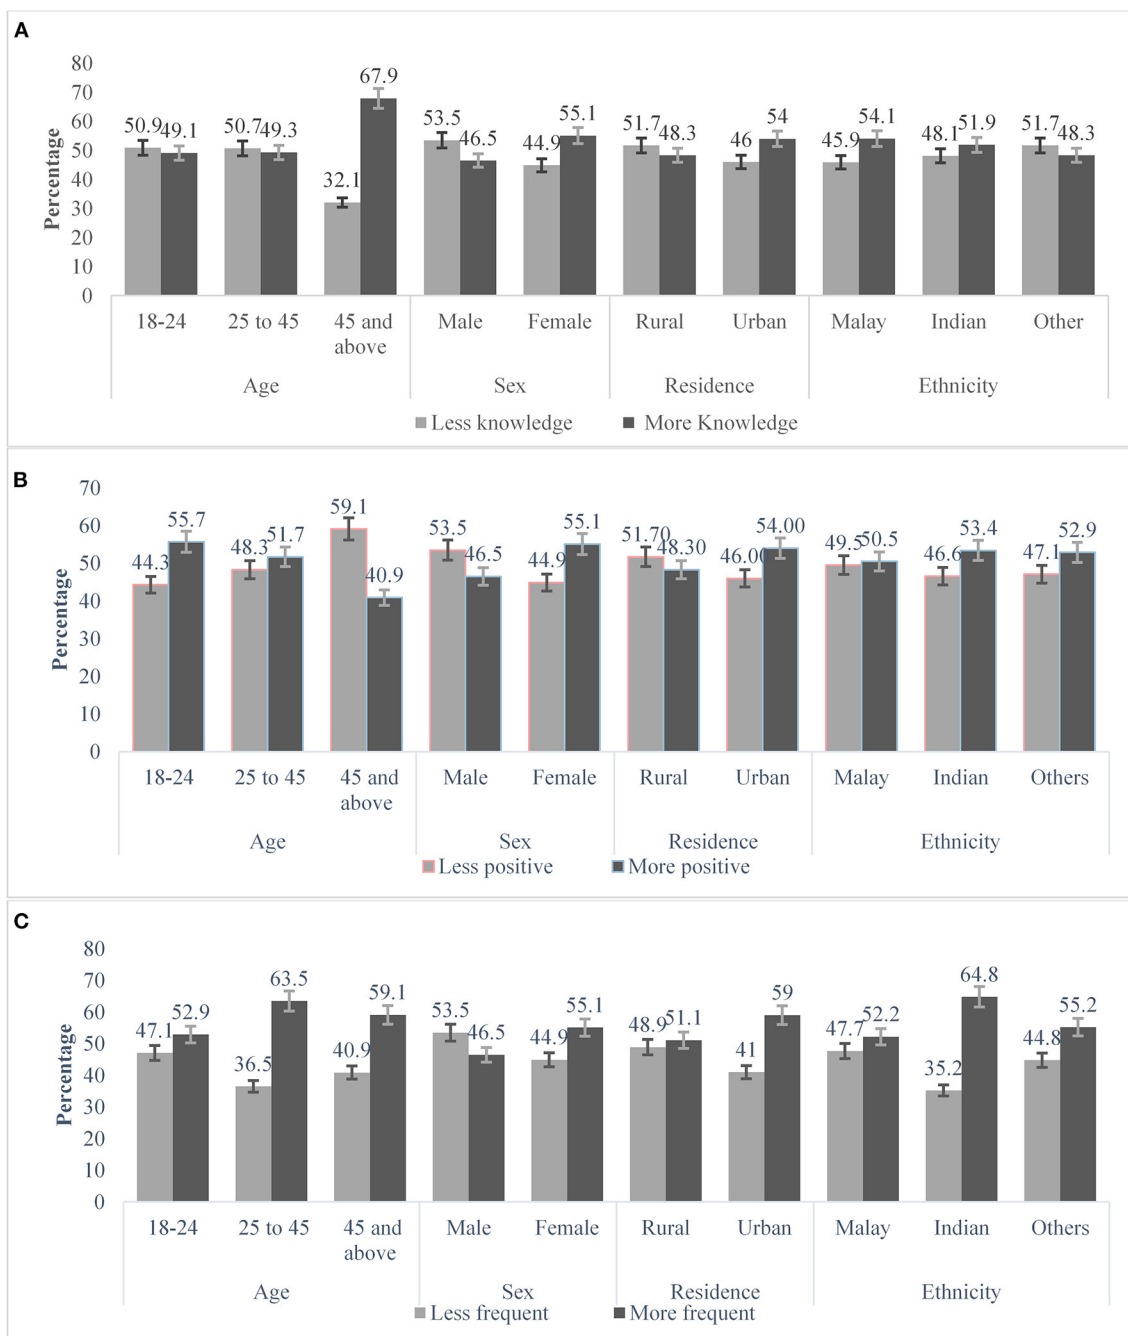 A
80
70
60
50
40
30
20
10
0
Percentage
50.9 49.1 50.7 49.3 32.1 67.9 53.5 46.5 44.9 55.1 51.7 48.3 46 54 45.9 54.1 48.1 51.9 51.7 48.3
18-24 25 to 45 45 and above Male Female Rural Urban Malay Indian Other
Age Sex Residence Ethnicity
Less knowledge More Knowledge
B
70
60
50
40
30
20
10
0
Percentage
44.3 55.7 48.3 51.7 59.1 40.9 53.5 46.5 44.9 55.1 51.70 48.30 46.00 54.00 49.5 50.5 46.6 53.4 47.1 52.9
18-24 25 to 45 45 and above Male Female Rural Urban Malay Indian Others
Age Sex Residence Ethnicity
Less positive More positive
C
80
70
60
50
40
30
20
10
0
Percentage
47.1 52.9 36.5 63.5 40.9 59.1 53.5 46.5 44.9 55.1 48.9 51.1 41 59 47.7 52.2 35.2 64.8 44.8 55.2
18-24 25 to 45 45 and above Male Female Rural Urban Malay Indian Others
Age Sex Residence Ethnicity
Less frequent More frequent